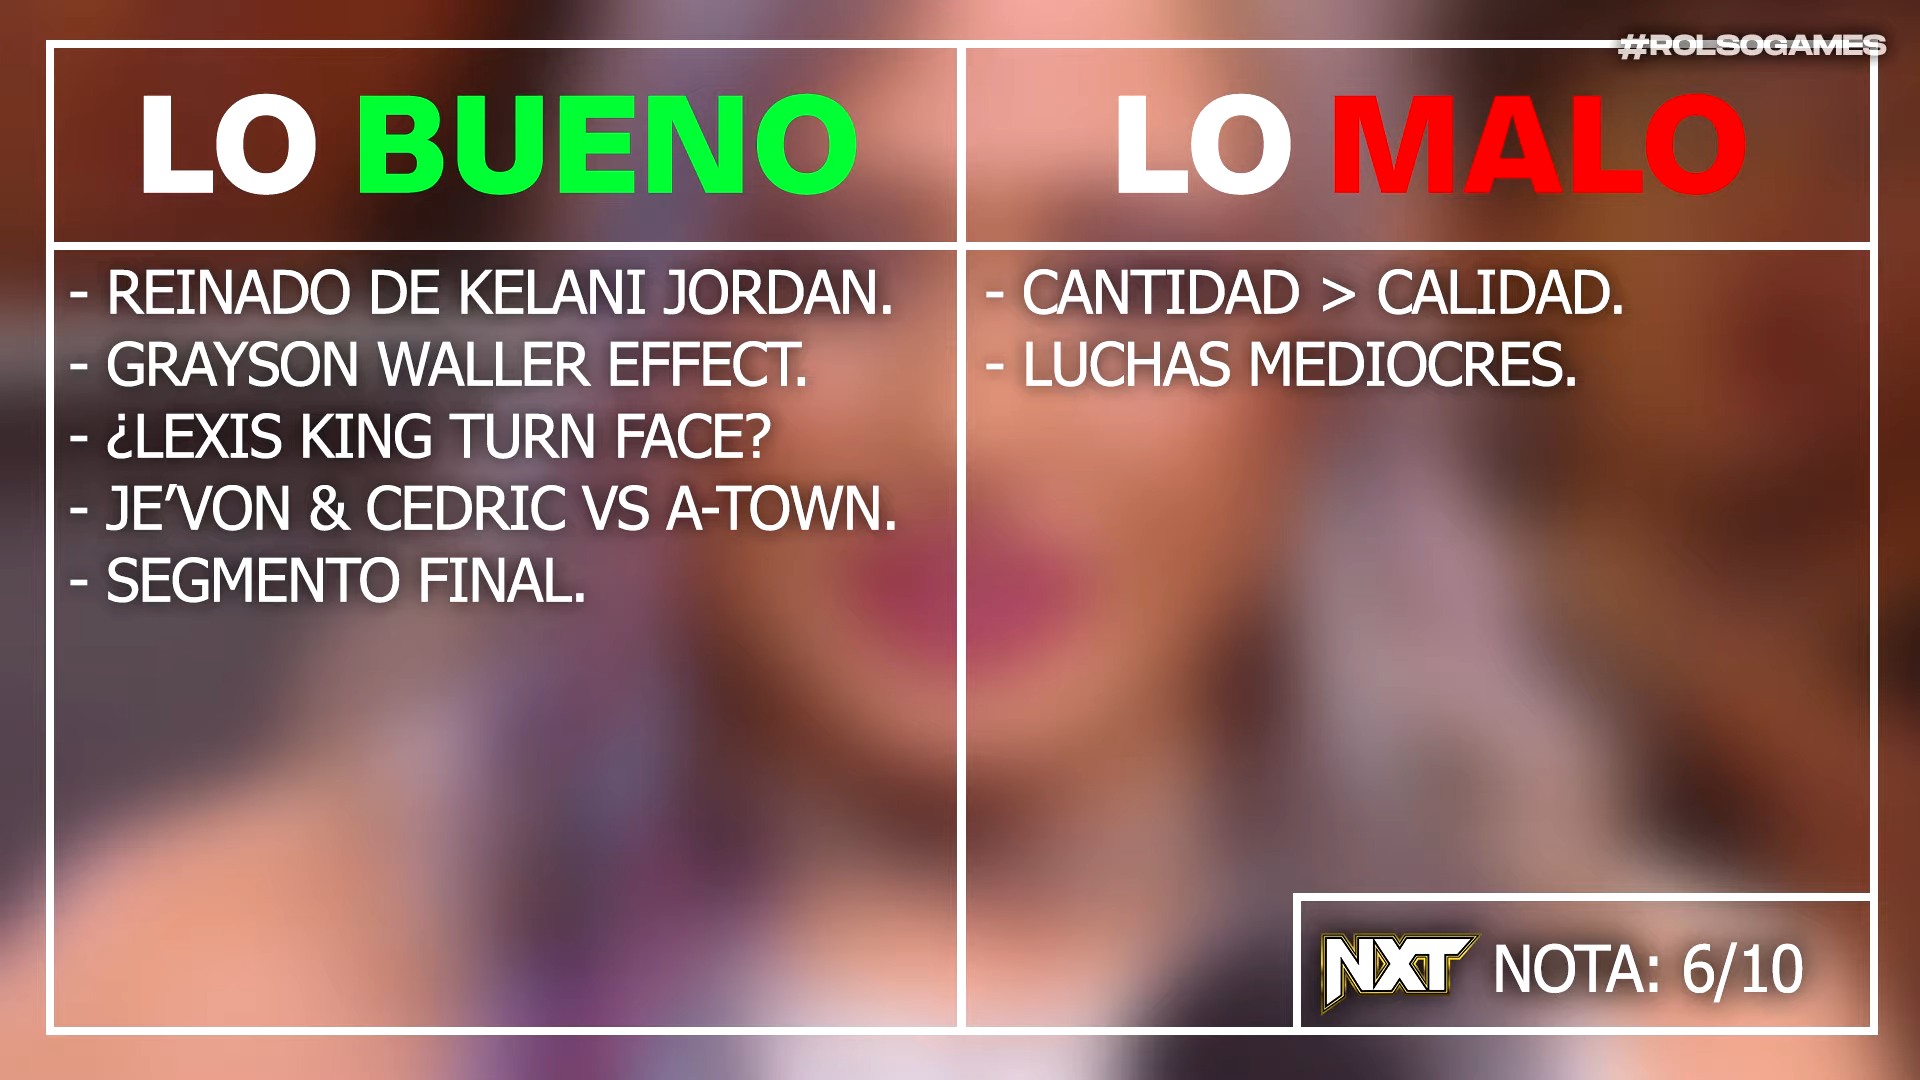 #ROLSOGAMES
LO BUENO
LO MALO
- REINADO DE KELANI JORDAN.
- GRAYSON WALLER EFFECT.
- ¿LEXIS KING TURN FACE?
- JE’VON & CEDRIC VS A-TOWN.
- SEGMENTO FINAL.
- CANTIDAD > CALIDAD.
- LUCHAS MEDIOCRES.
NXT NOTA: 6/10